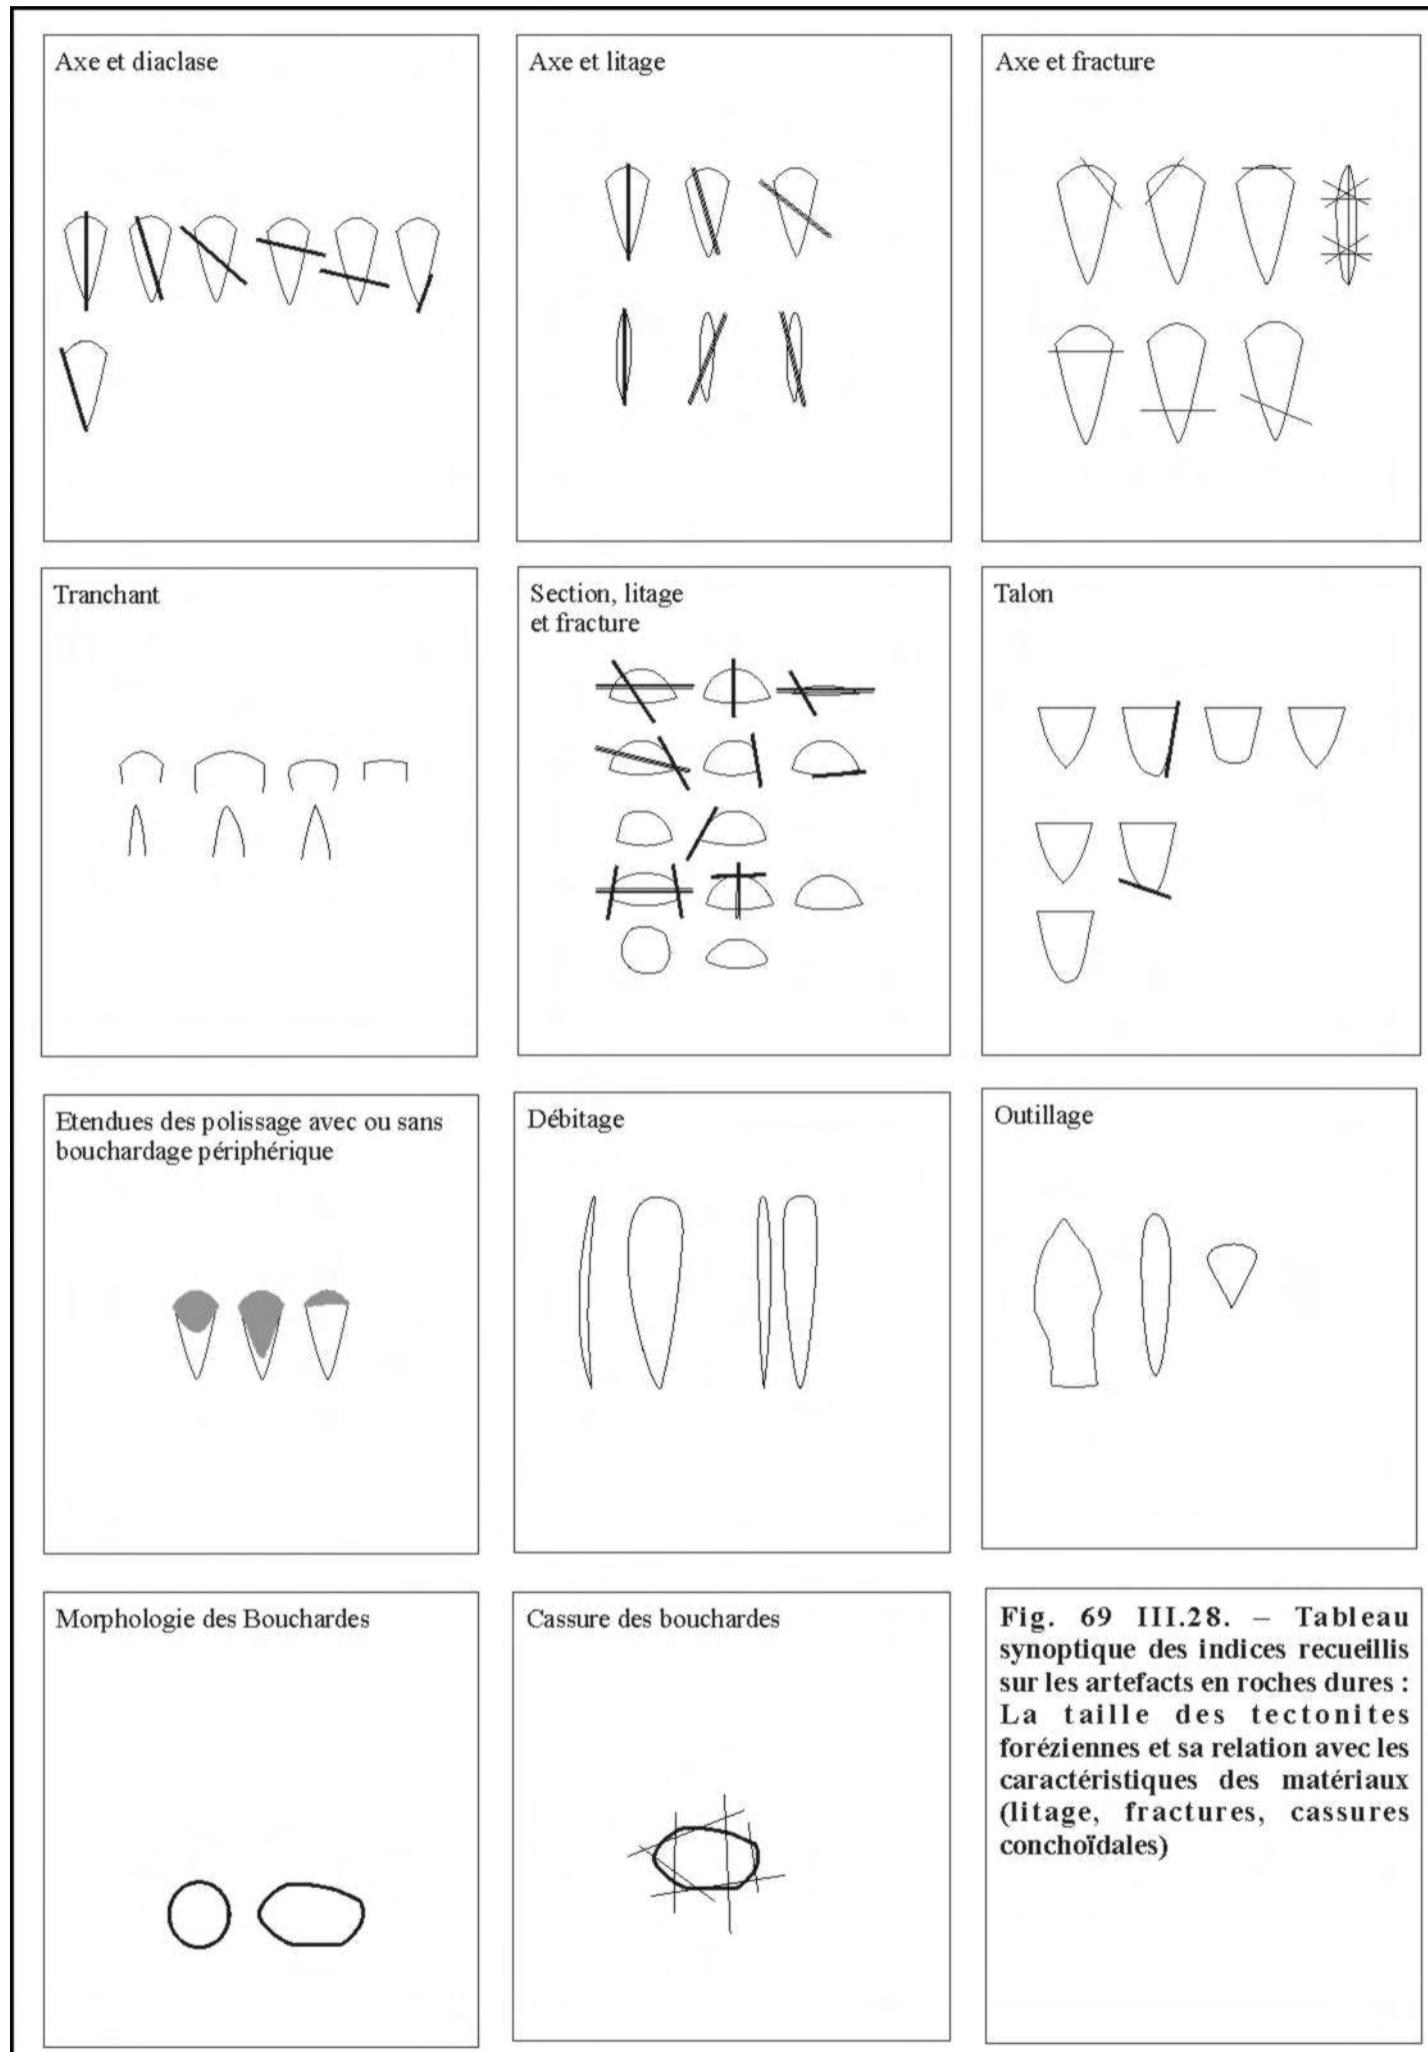 Axe et diaclase
Axe et litage
Axe et fracture
Tranchant
Section, litage
et fracture
Talon
Etendues des polissage avec ou sans
bouchardage périphérique
Débitage
Outillage
Morphologie des Bouchardes
Cassure des bouchardes
Fig. 69 III.28. – Tableau
synoptique des indices recueillis
sur les artefacts en roches dures :
La taille des tectonites
foréziennes et sa relation avec les
caractéristiques des matériaux
(litage, fractures, cassures
conchoïdales)